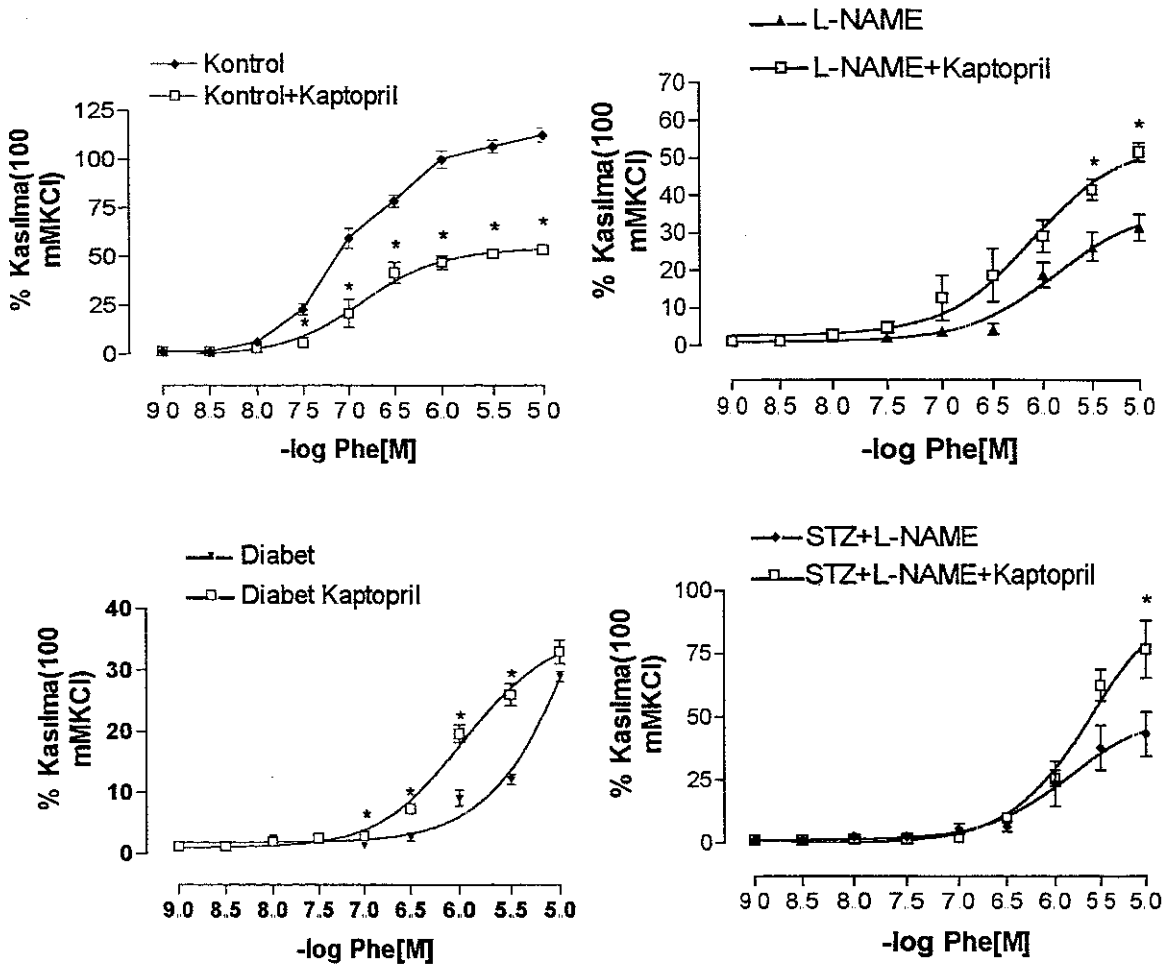 Kontrol
Kontrol+Kaptopril
% Kasılma(100
mMKCl)
125
100
75
50
25
0
* * * * * *
9.0 8.5 8.0 7.5 7.0 6.5 6.0 5.5 5.0
-log Phe[M]
L-NAME
L-NAME+Kaptopril
% Kasılma(100
mMKCl)
70
60
50
40
30
20
10
0
* *
9.0 8.5 8.0 7.5 7.0 6.5 6.0 5.5 5.0
-log Phe[M]
Diabet
Diabet Kaptopril
% Kasılma(100
mMKCl)
40
30
20
10
0
* * * *
9.0 8.5 8.0 7.5 7.0 6.5 6.0 5.5 5.0
-log Phe[M]
STZ+L-NAME
STZ+L-NAME+Kaptopril
% Kasılma(100
mMKCl)
100
75
50
25
0
*
9.0 8.5 8.0 7.5 7.0 6.5 6.0 5.5 5.0
-log Phe[M]